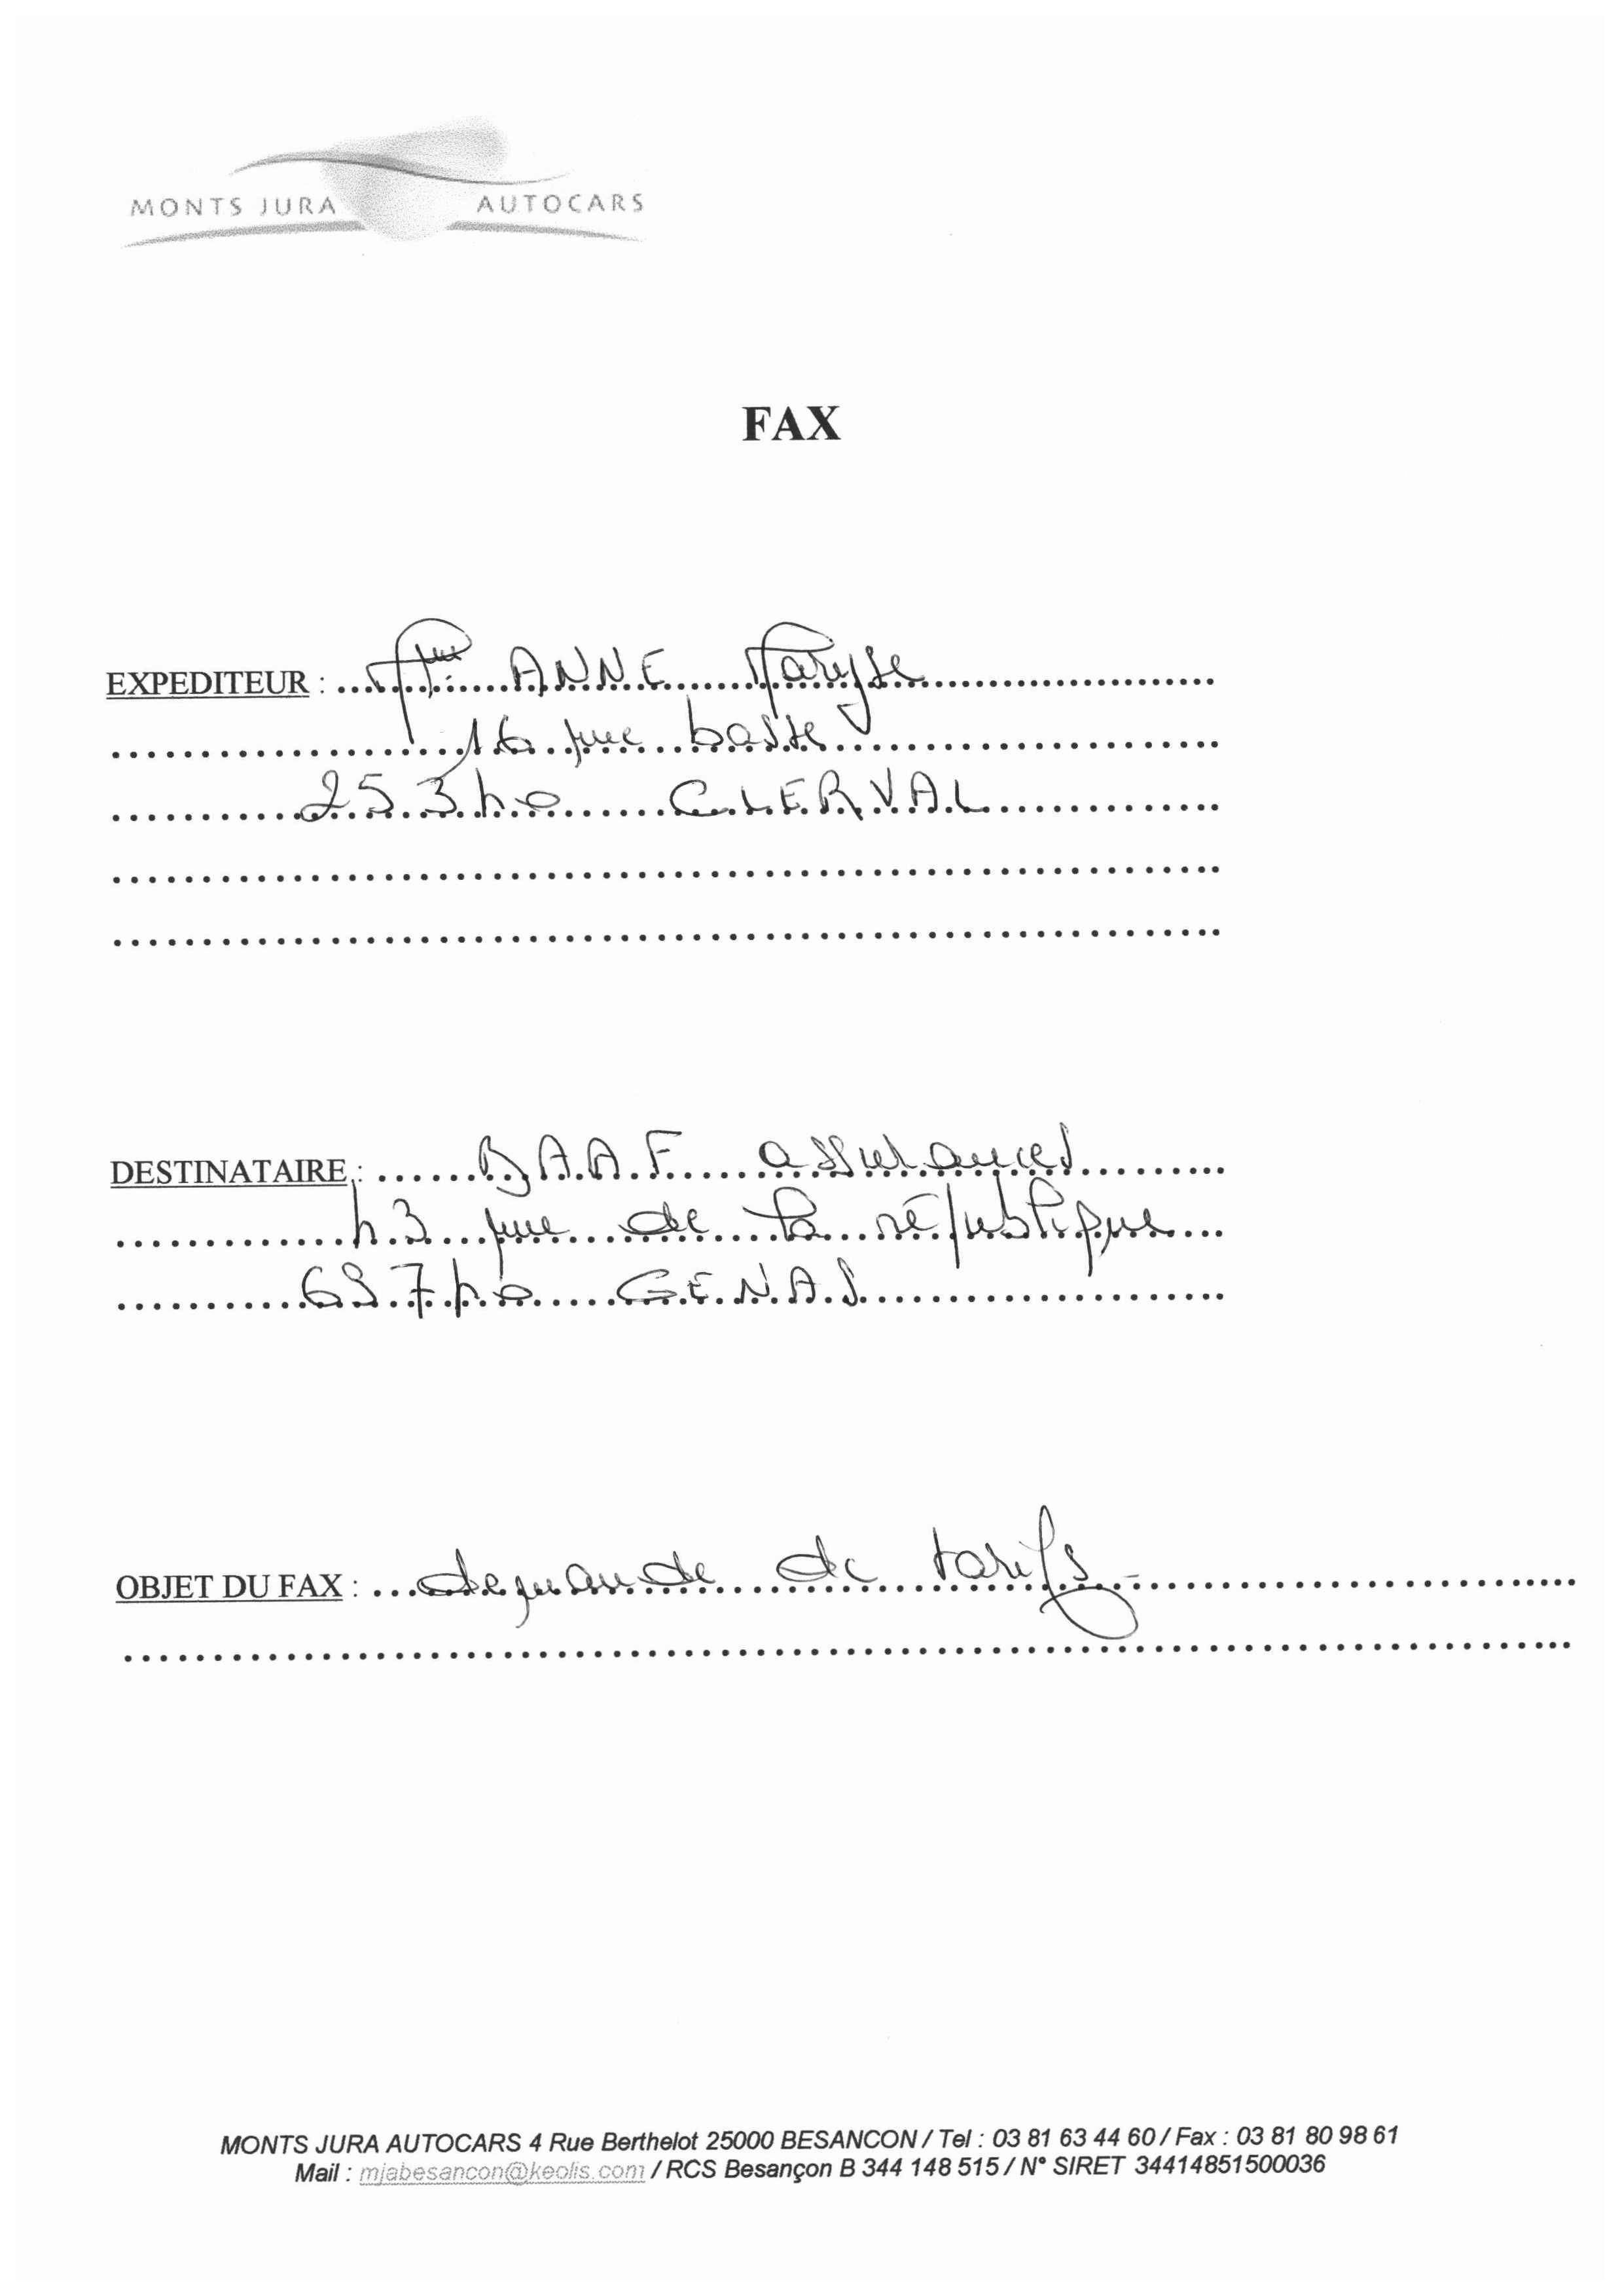 MONTS JURA AUTOCARS
FAX
EXPEDITEUR : Mme ANNE Maryse
16 rue basse
25340 CLERVAL
DESTINATAIRE : DAAF assurances
43 rue de la république
69740 GENAS
OBJET DU FAX : demande de tarifs
MONTS JURA AUTOCARS 4 Rue Berthelot 25000 BESANCON / Tel : 03 81 63 44 60 / Fax : 03 81 80 98 61
Mail : mjabesancon@keolis.com / RCS Besançon B 344 148 515 / N° SIRET 34414851500036